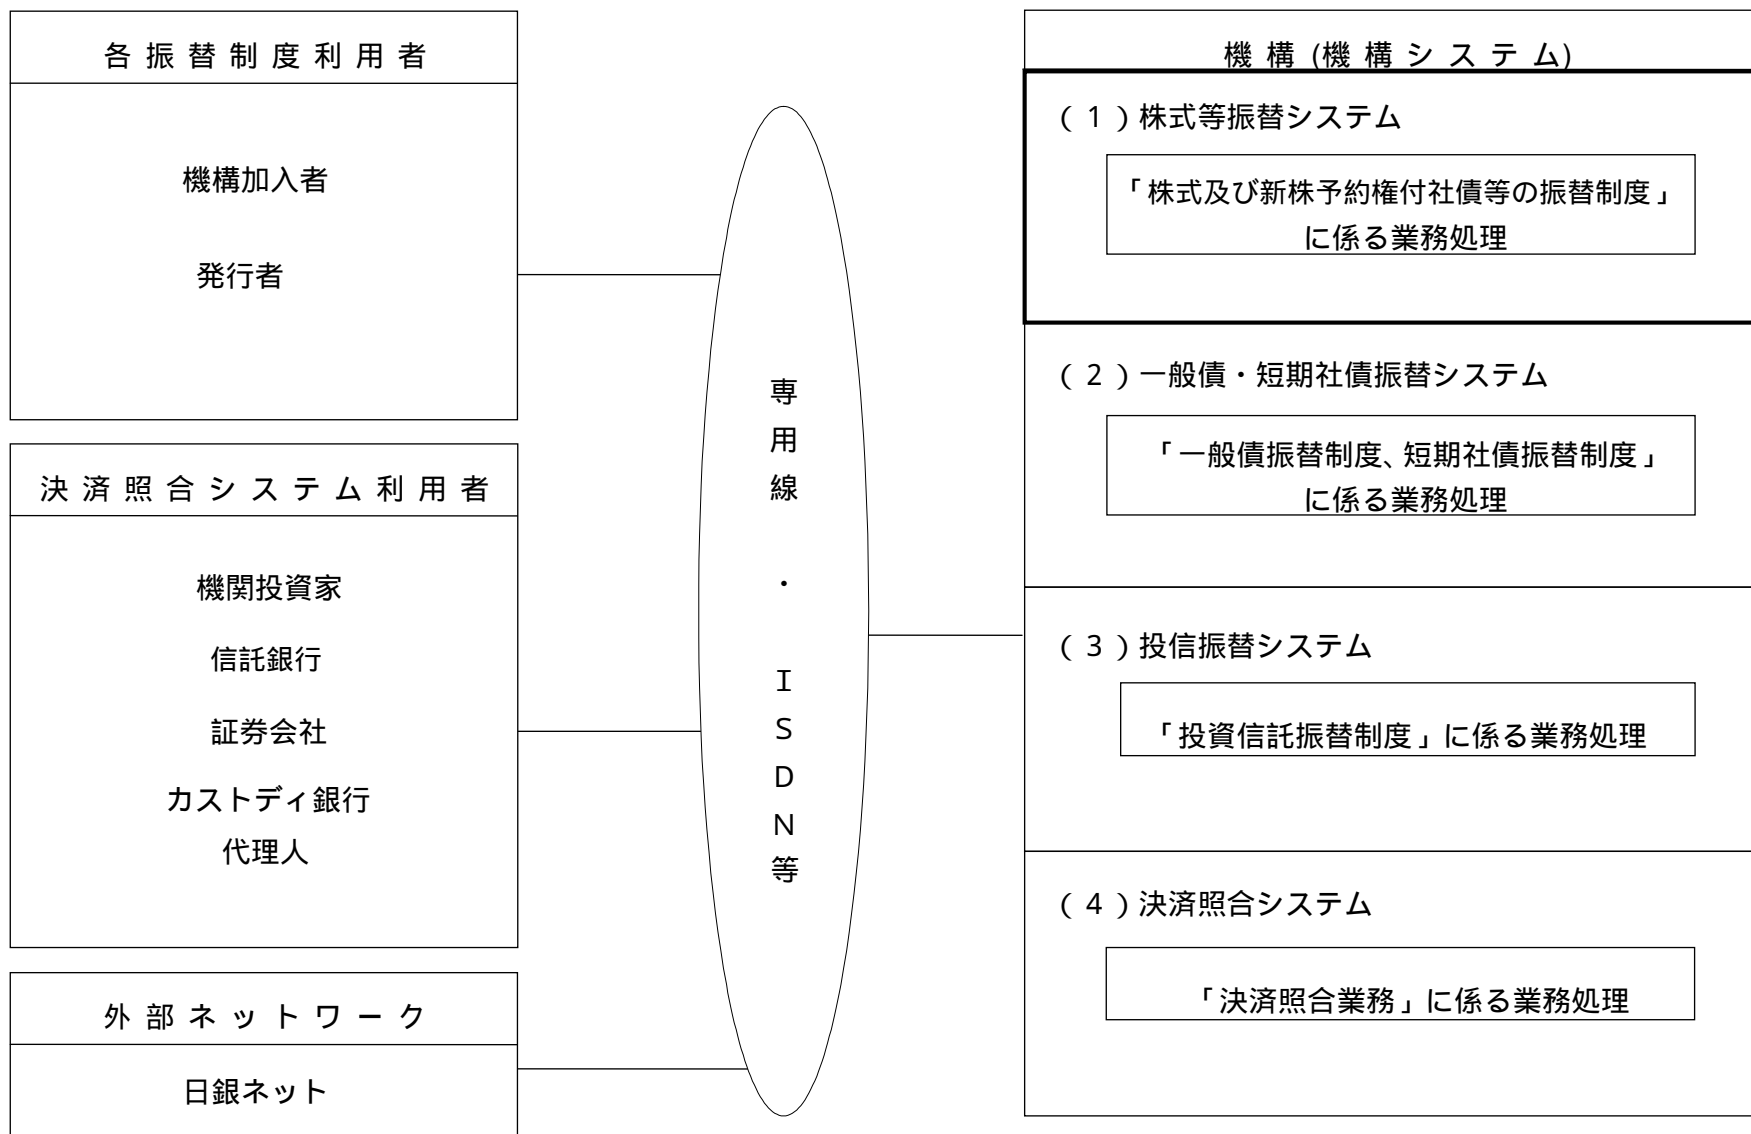 各振替制度利用者
機構加入者
発行者
決済照合システム利用者
機関投資家
信託銀行
証券会社
カストディ銀行
代理人
外部ネットワーク
日銀ネット
専用線・ISDN等
機構(機構システム)
(1)株式等振替システム
「株式及び新株予約権付社債等の振替制度」
に係る業務処理
(2)一般債・短期社債振替システム
「一般債振替制度、短期社債振替制度」
に係る業務処理
(3)投信振替システム
「投資信託振替制度」に係る業務処理
(4)決済照合システム
「決済照合業務」に係る業務処理